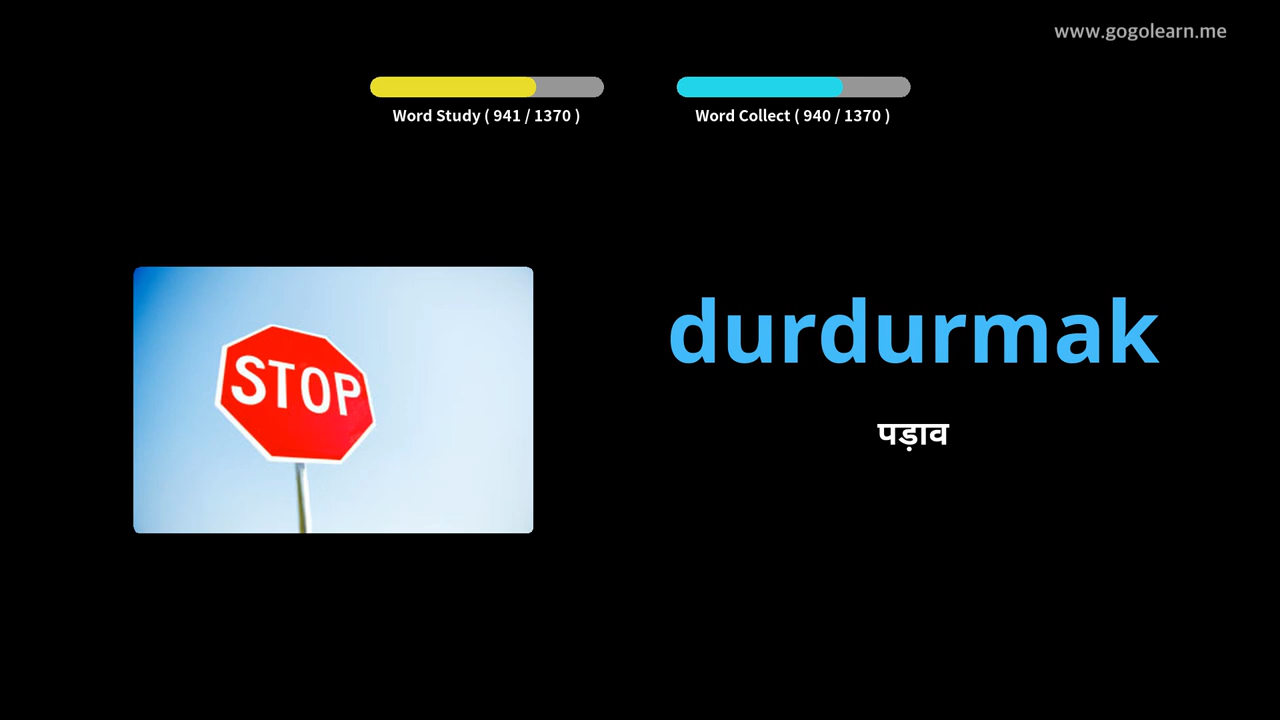 www.gogolearn.me
Word Study ( 941 / 1370 )
Word Collect ( 940 / 1370 )
STOP
durdurmak
पड़ाव